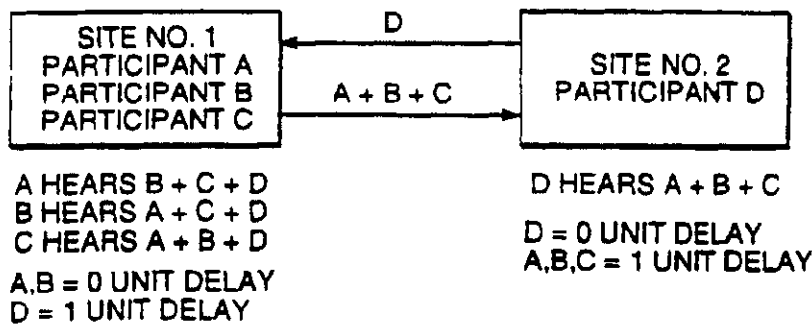 SITE NO. 1
PARTICIPANT A
PARTICIPANT B
PARTICIPANT C
D
A + B + C
SITE NO. 2
PARTICIPANT D
A HEARS B + C + D
B HEARS A + C + D
C HEARS A + B + D
A,B = 0 UNIT DELAY
D = 1 UNIT DELAY
D HEARS A + B + C
D = 0 UNIT DELAY
A,B,C = 1 UNIT DELAY